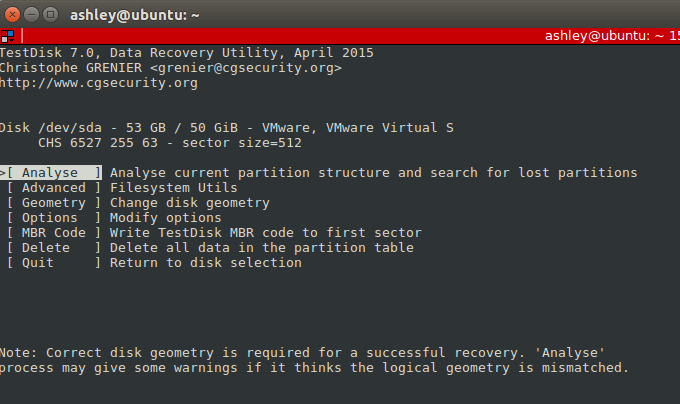 ashley@ubuntu: ~
ashley@ubuntu: ~ 15
TestDisk 7.0, Data Recovery Utility, April 2015
Christophe GRENIER <grenier@cgsecurity.org>
http://www.cgsecurity.org
Disk /dev/sda - 53 GB / 50 GiB - VMware, VMware Virtual S
CHS 6527 255 63 - sector size=512
>[ Analyse  ] Analyse current partition structure and search for lost partitions
[ Advanced ] Filesystem Utils
[ Geometry ] Change disk geometry
[ Options  ] Modify options
[ MBR Code ] Write TestDisk MBR code to first sector
[ Delete   ] Delete all data in the partition table
[ Quit     ] Return to disk selection
Note: Correct disk geometry is required for a successful recovery. 'Analyse'
process may give some warnings if it thinks the logical geometry is mismatched.